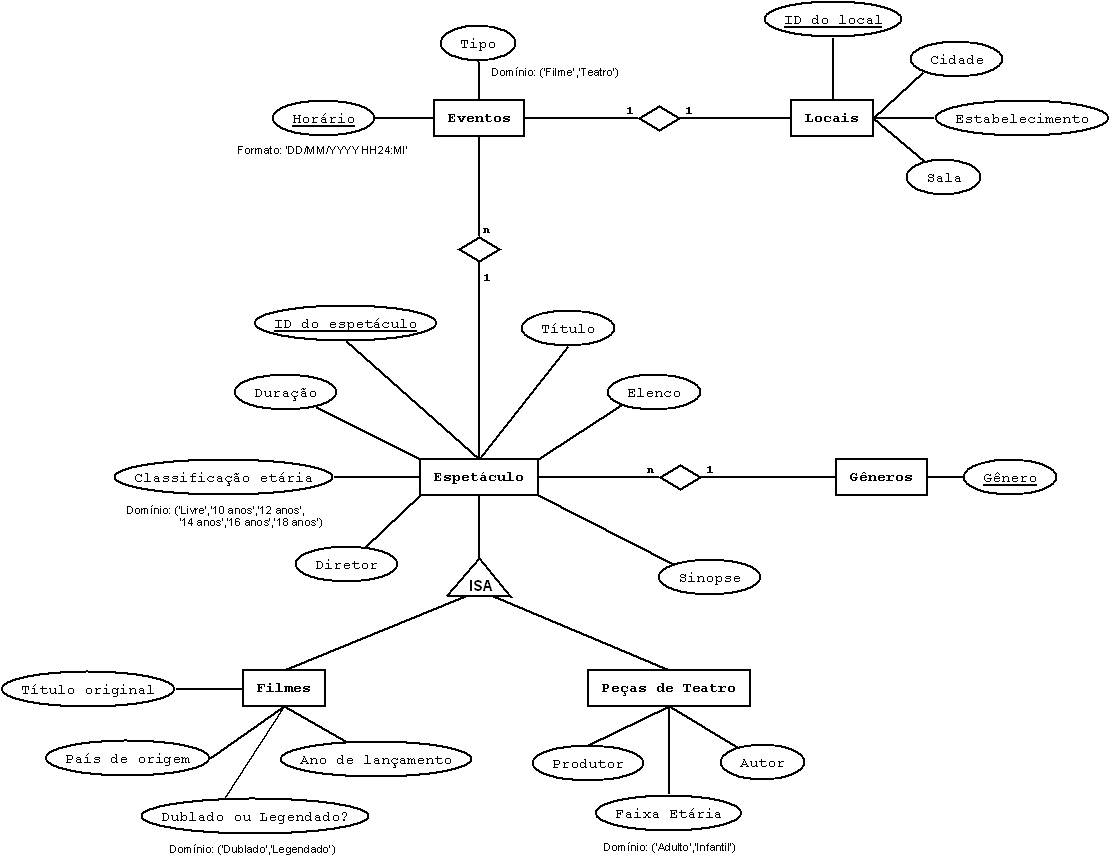 ID do local
Tipo
Cidade
Domínio: ('Filme','Teatro')
Horário
Eventos
1
1
Locais
Estabelecimento
Formato: 'DD/MM/YYYY HH24:MI'
Sala
n
1
ID do espetáculo
Título
Duração
Elenco
Classificação etária
Espetáculo
n
1
Gêneros
Gênero
Domínio: ('Livre','10 anos','12 anos',
'14 anos','16 anos','18 anos')
Diretor
Sinopse
ISA
Título original
Filmes
Peças de Teatro
País de origem
Ano de lançamento
Produtor
Autor
Dublado ou Legendado?
Faixa Etária
Domínio: ('Dublado','Legendado')
Domínio: ('Adulto','Infantil')